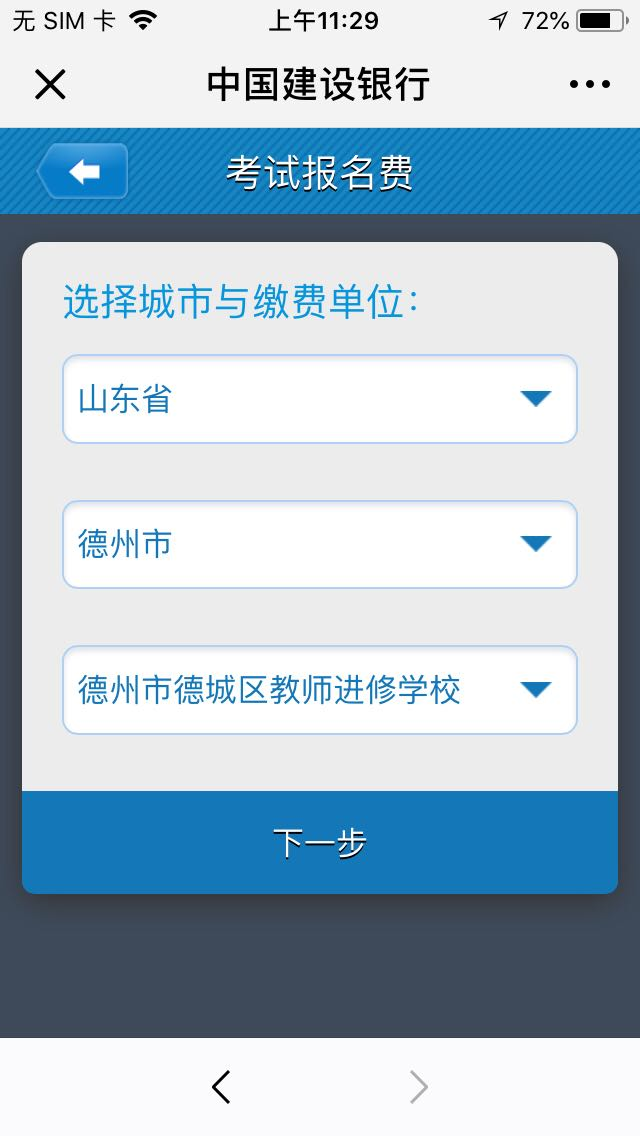 无 SIM 卡 上午11:29 72%
中国建设银行
考试报名费
选择城市与缴费单位：
山东省
德州市
德州市德城区教师进修学校
下一步